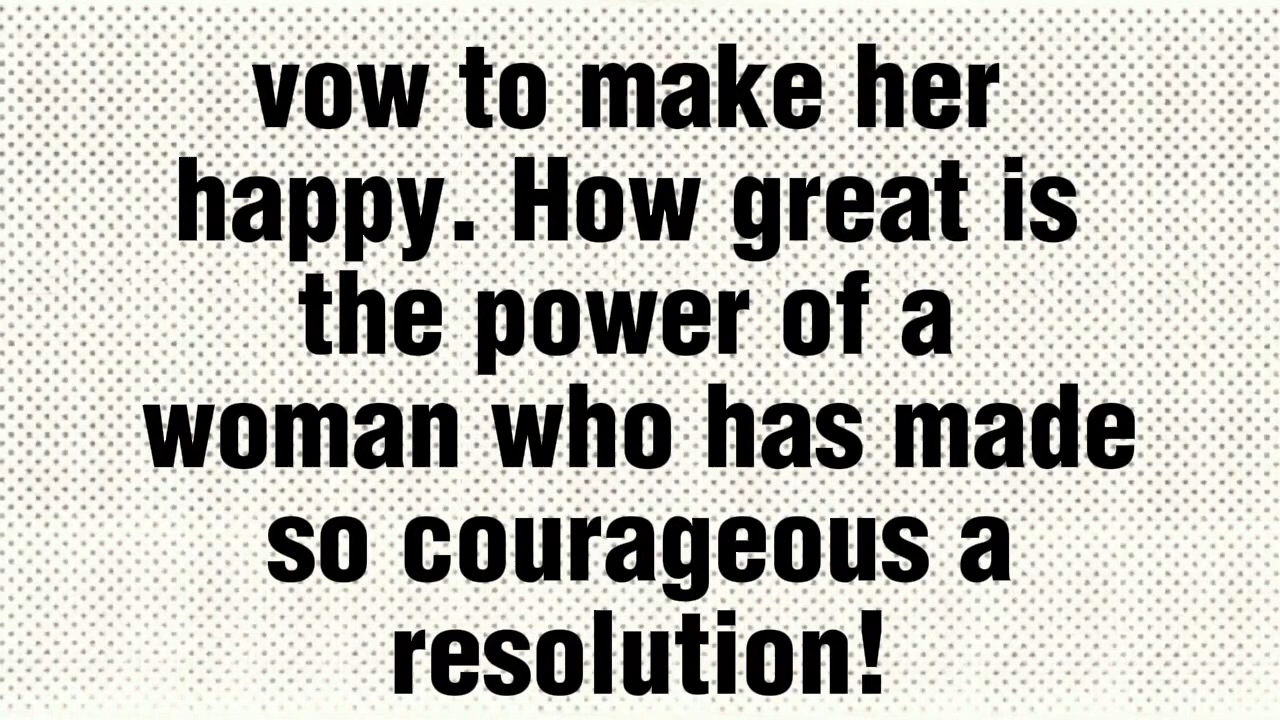 vow to make her
happy. How great is
the power of a
woman who has made
so courageous a
resolution!